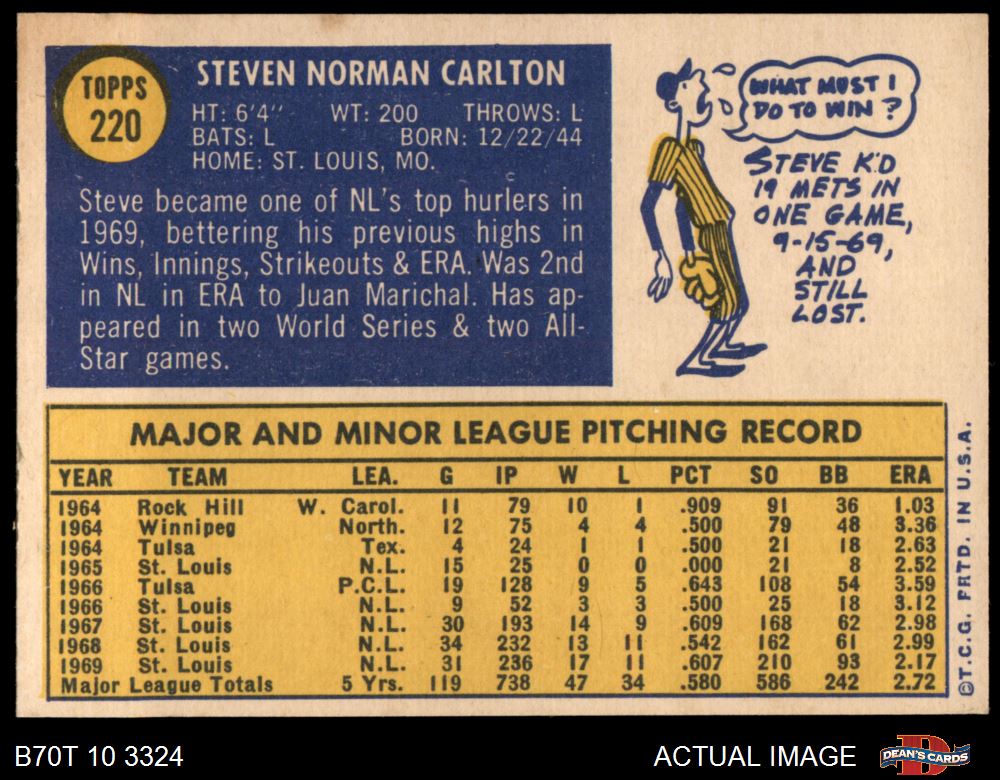 TOPPS
220
STEVEN NORMAN CARLTON
HT: 6'4" WT: 200 THROWS: L
BATS: L BORN: 12/22/44
HOME: ST. LOUIS, MO.
Steve became one of NL's top hurlers in
1969, bettering his previous highs in
Wins, Innings, Strikeouts & ERA. Was 2nd
in NL in ERA to Juan Marichal. Has ap-
peared in two World Series & two All-
Star games.
WHAT MUST I
DO TO WIN?
STEVE K'D
19 METS IN
ONE GAME,
9-15-69,
AND
STILL
LOST.
MAJOR AND MINOR LEAGUE PITCHING RECORD
YEAR TEAM LEA. G IP W L PCT SO BB ERA
1964 Rock Hill W. Carol. 11 79 10 1 .909 91 36 1.03
1964 Winnipeg North. 12 75 4 4 .500 79 48 3.36
1964 Tulsa Tex. 4 24 1 1 .500 21 18 2.63
1965 St. Louis N.L. 15 25 0 0 .000 21 8 2.52
1966 Tulsa P.C.L. 19 128 9 5 .643 108 54 3.59
1966 St. Louis N.L. 9 52 3 3 .500 25 18 3.12
1967 St. Louis N.L. 30 193 14 9 .609 168 62 2.98
1968 St. Louis N.L. 34 232 13 11 .542 162 61 2.99
1969 St. Louis N.L. 31 236 17 11 .607 210 93 2.17
Major League Totals 5 Yrs. 119 738 47 34 .580 586 242 2.72
©T.C.G. PRTD. IN U.S.A.
B70T 10 3324
ACTUAL IMAGE
DEAN'S CARDS